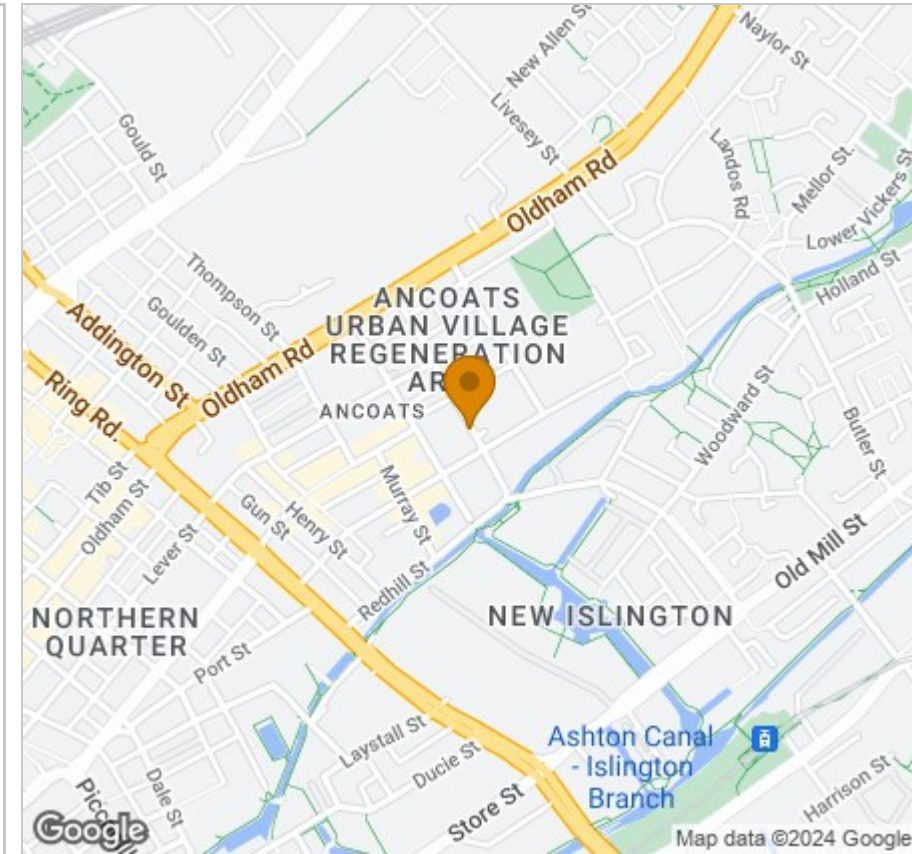 New Allen St
Naylor St
Gould St
Livesey St
Landos Rd
Mellor St.
Oldham Rd
Lower Vickers St
Thompson St
Holland St
ANCOATS
URBAN VILLAGE
REGENERATION
Goulden St
Addington St
Oldham Rd
Ring Rd.
ANCOATS
Woodward St
Butler St
Tib St
Oldham St
Lever St
Gun St
Henry St
Murray St
Redhill St
Old Mill St
NORTHERN
QUARTER
NEW ISLINGTON
Port St
Laystall St
Ducie St
Dale St
Store St
Ashton Canal
- Islington
Branch
Harrison St
Google
Map data ©2024 Google